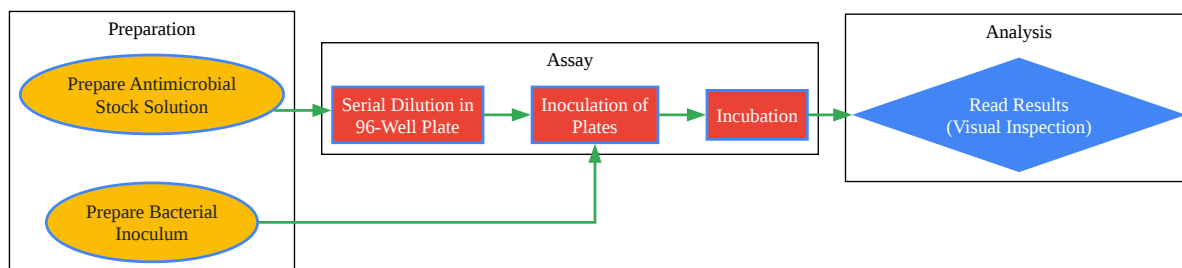 Preparation
Prepare Antimicrobial
Stock Solution
Prepare Bacterial
Inoculum
Assay
Serial Dilution in
96-Well Plate
Inoculation of
Plates
Incubation
Analysis
Read Results
(Visual Inspection)